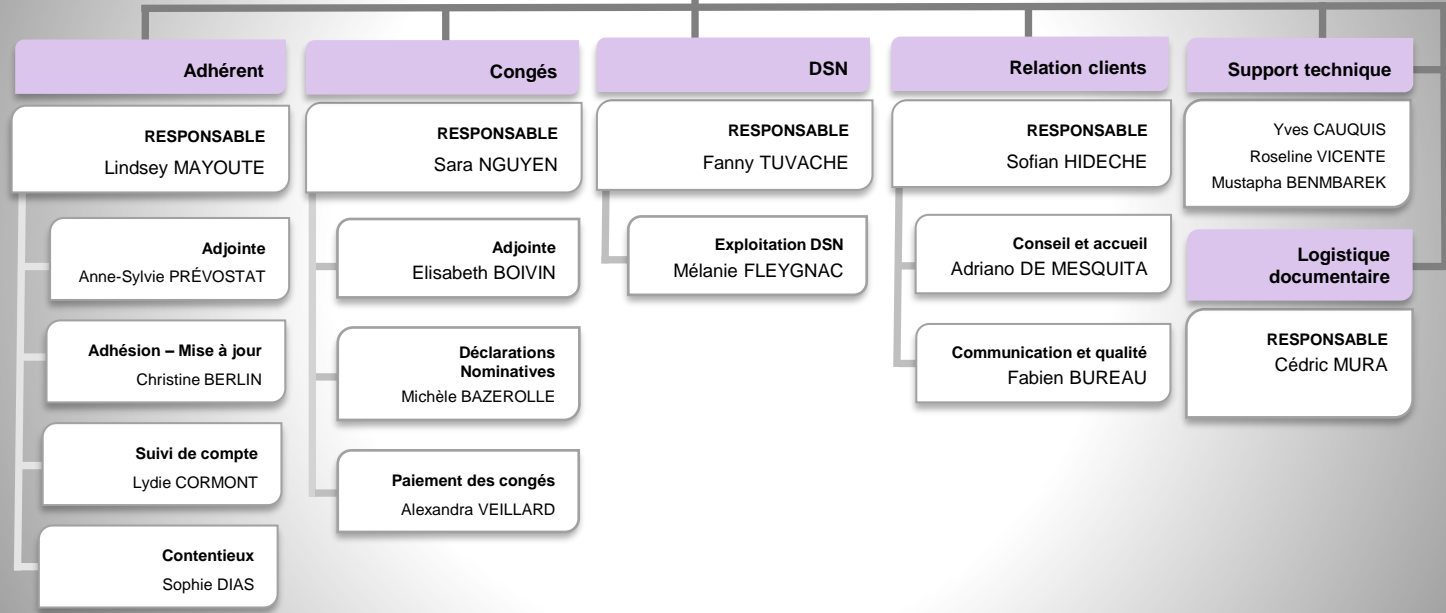 Adhérent
RESPONSABLE
Lindsey MAYOUTE
Adjointe
Anne-Sylvie PRÉVOSTAT
Adhésion – Mise à jour
Christine BERLIN
Suivi de compte
Lydie CORMONT
Contentieux
Sophie DIAS
Congés
RESPONSABLE
Sara NGUYEN
Adjointe
Elisabeth BOIVIN
Déclarations
Nominatives
Michèle BAZEROLLE
Paiement des congés
Alexandra VEILLARD
DSN
RESPONSABLE
Fanny TUVACHE
Exploitation DSN
Mélanie FLEYGNAC
Relation clients
RESPONSABLE
Sofian HIDECHE
Conseil et accueil
Adriano DE MESQUITA
Communication et qualité
Fabien BUREAU
Support technique
Yves CAUQUIS
Roseline VICENTE
Mustapha BENMBAREK
Logistique
documentaire
RESPONSABLE
Cédric MURA